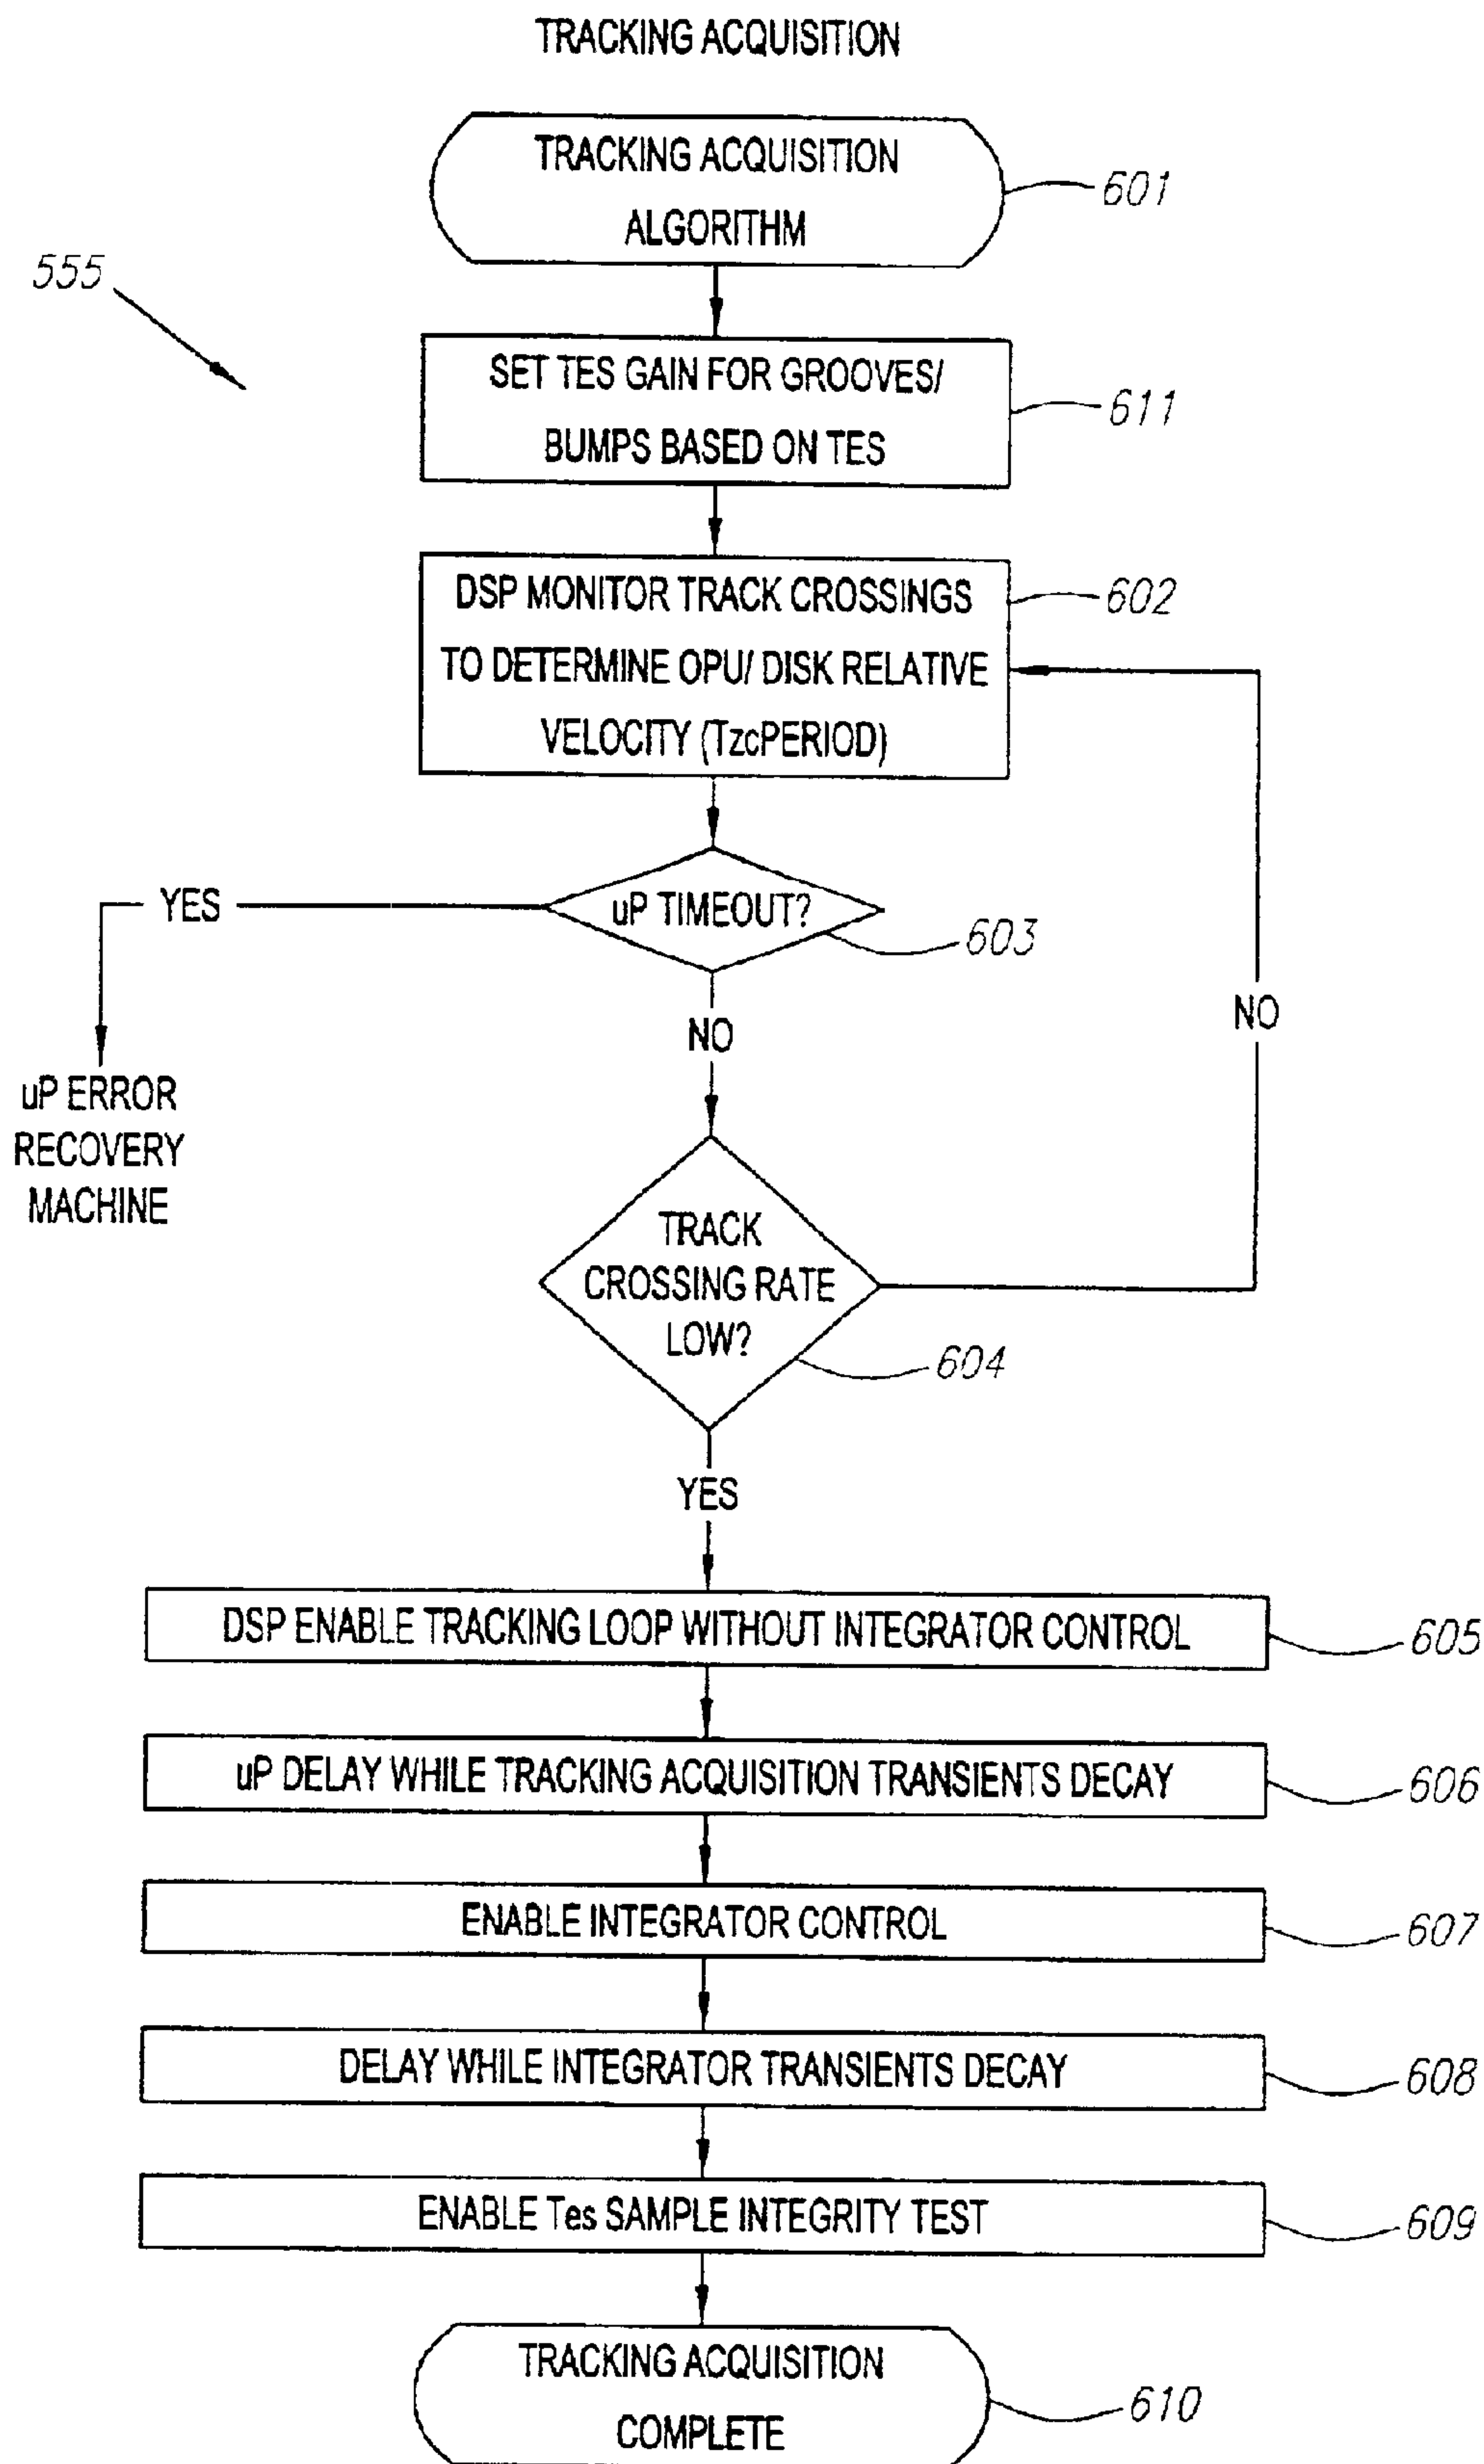 TRACKING ACQUISITION
TRACKING ACQUISITION
ALGORITHM
601
555
SET TES GAIN FOR GROOVES/
BUMPS BASED ON TES
611
DSP MONITOR TRACK CROSSINGS
TO DETERMINE OPU/ DISK RELATIVE
VELOCITY (TzcPERIOD)
602
YES
uP TIMEOUT?
603
NO
NO
uP ERROR
RECOVERY
MACHINE
TRACK
CROSSING RATE
LOW?
604
YES
DSP ENABLE TRACKING LOOP WITHOUT INTEGRATOR CONTROL
605
uP DELAY WHILE TRACKING ACQUISITION TRANSIENTS DECAY
606
ENABLE INTEGRATOR CONTROL
607
DELAY WHILE INTEGRATOR TRANSIENTS DECAY
608
ENABLE Tes SAMPLE INTEGRITY TEST
609
TRACKING ACQUISITION
COMPLETE
610